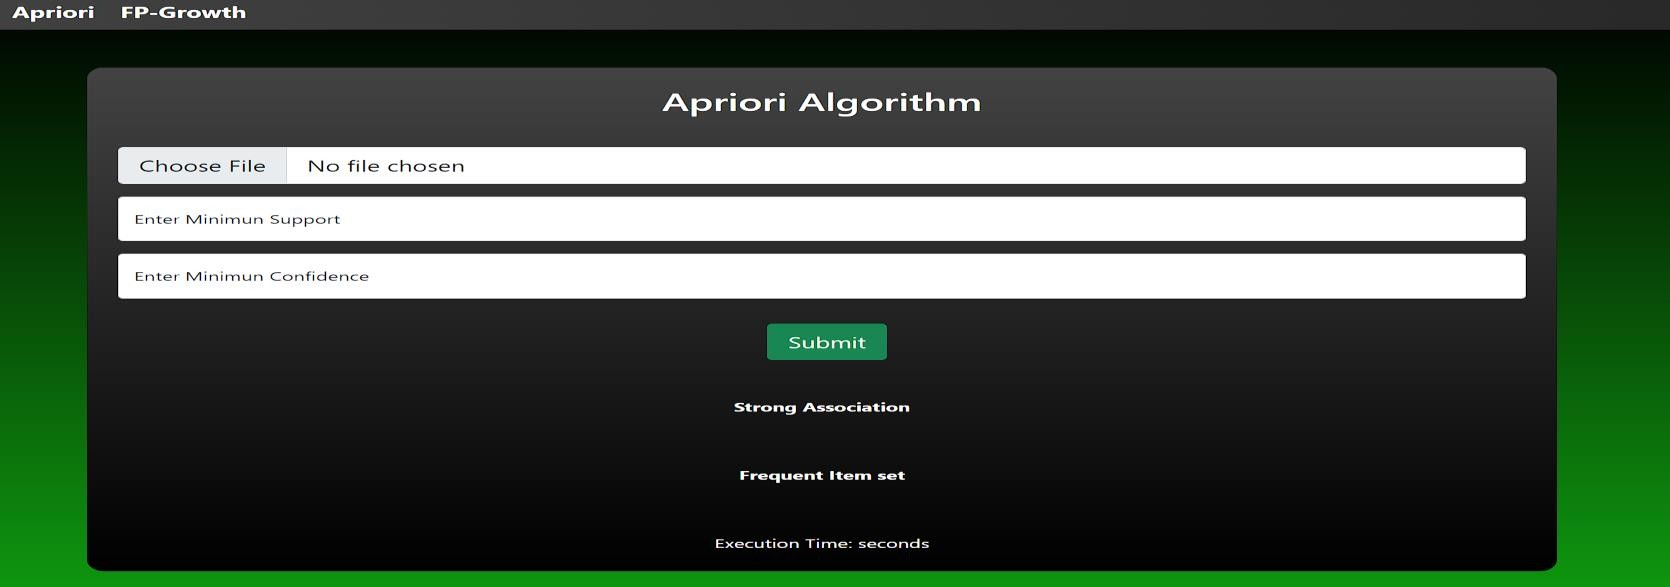 Apriori FP-Growth
Apriori Algorithm
Choose File No file chosen
Enter Minimun Support
Enter Minimun Confidence
Submit
Strong Association
Frequent Item set
Execution Time: seconds